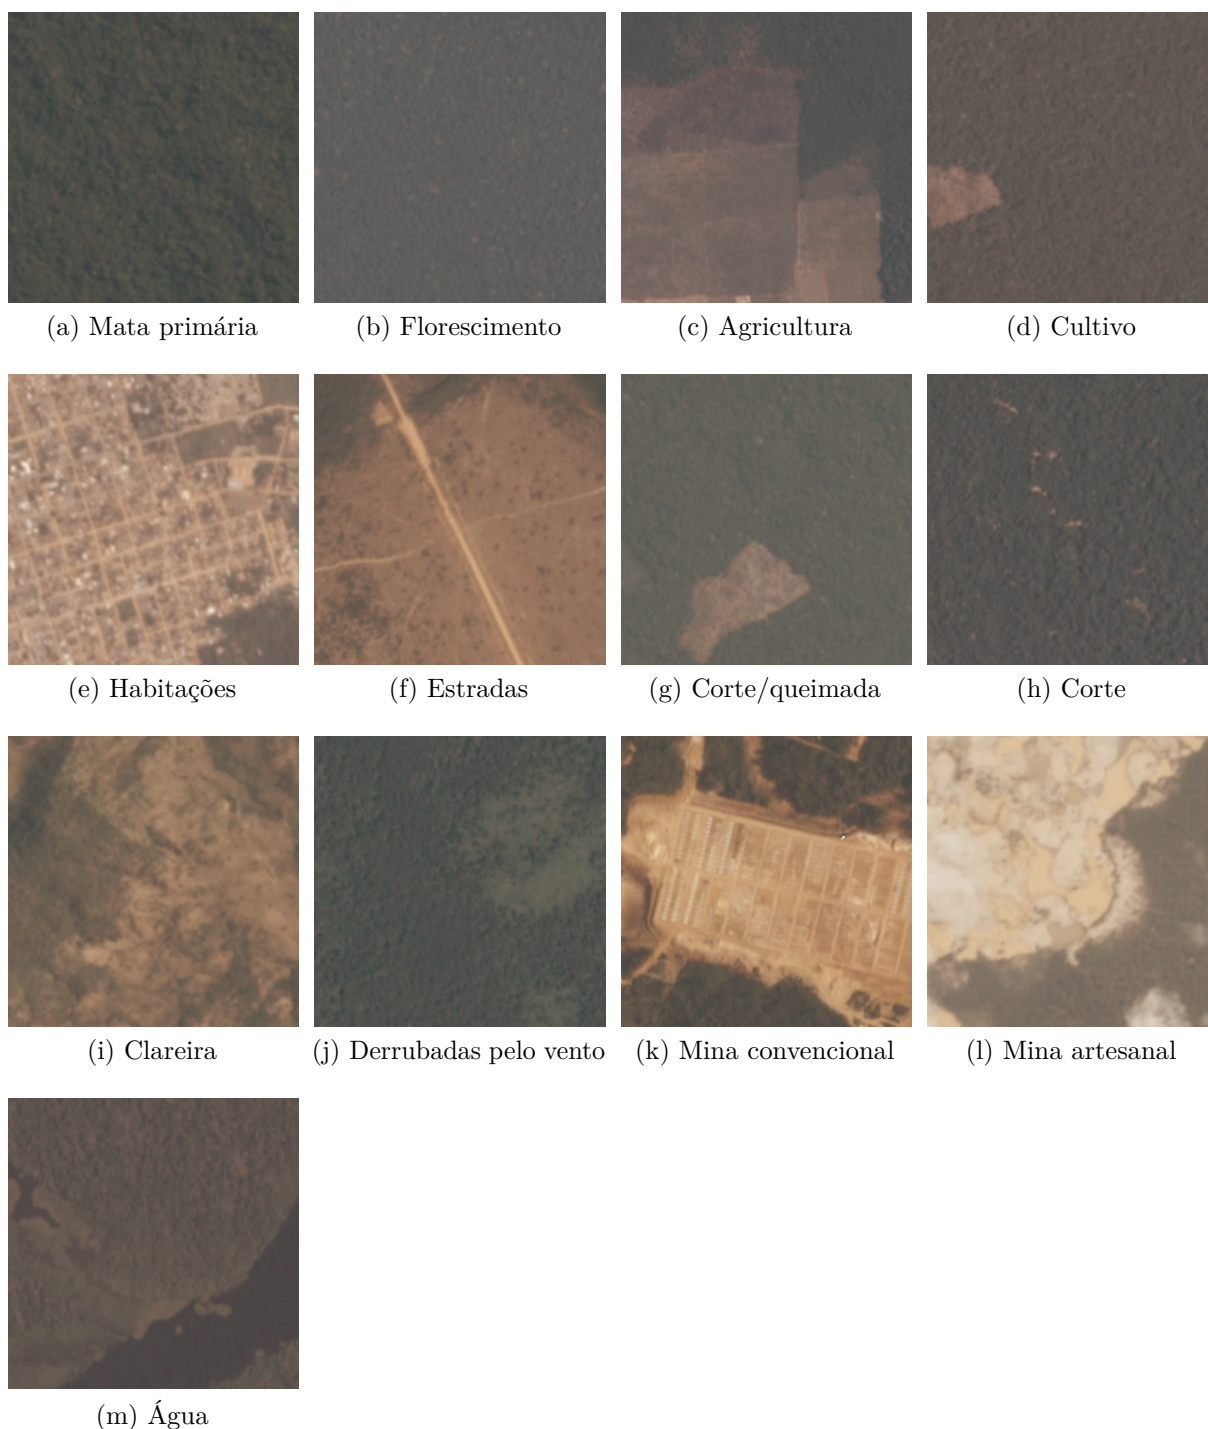 (a) Mata primária
(b) Florescimento
(c) Agricultura
(d) Cultivo
(e) Habitações
(f) Estradas
(g) Corte/queimada
(h) Corte
(i) Clareira
(j) Derrubadas pelo vento
(k) Mina convencional
(l) Mina artesanal
(m) Água